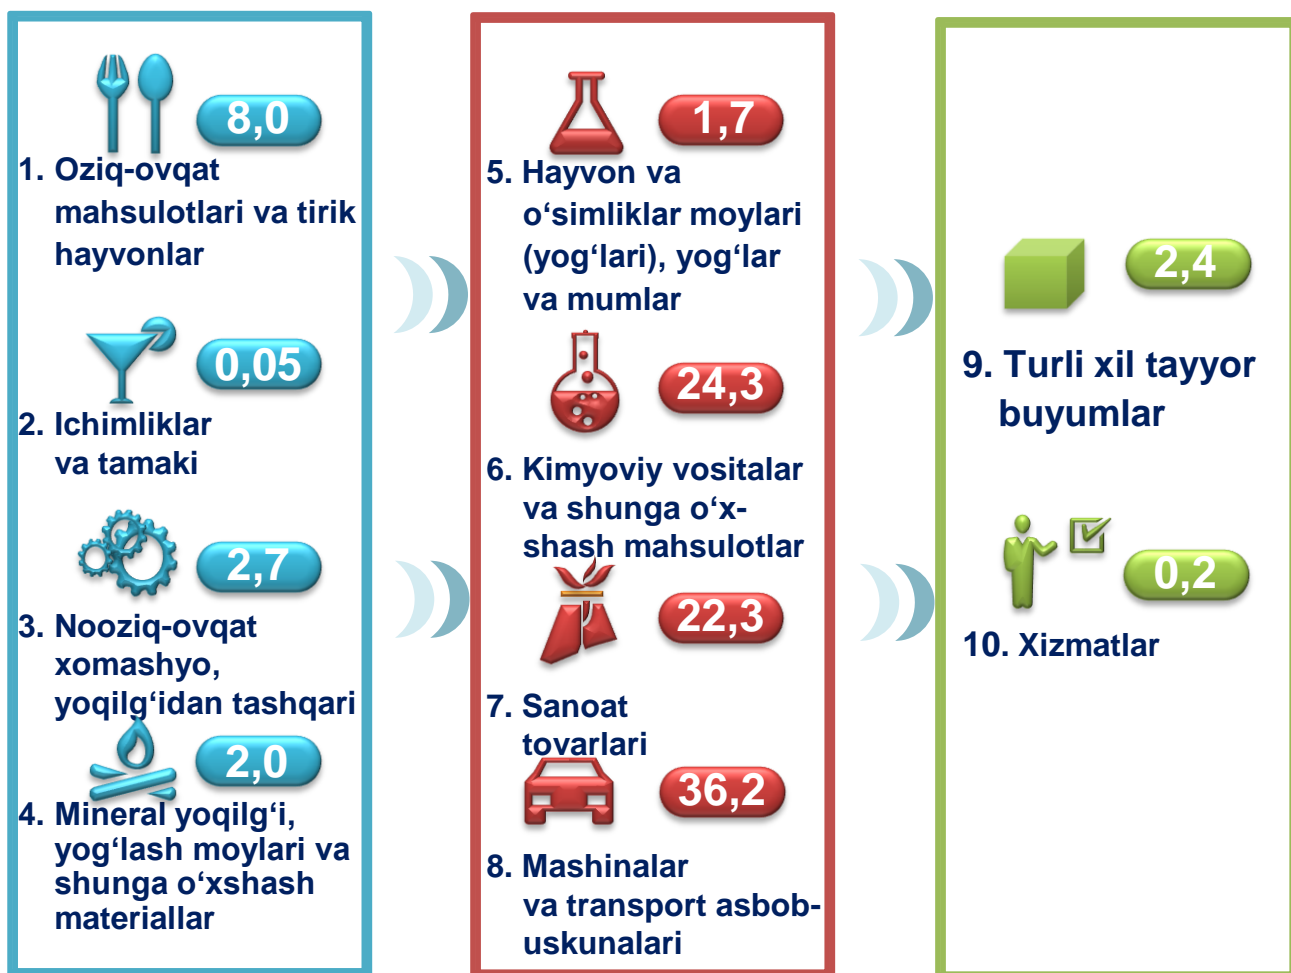 8,0
1. Oziq-ovqat
mahsulotlari va tirik
hayvonlar
0,05
2. Ichimliklar
va tamaki
2,7
3. Nooziq-ovqat
xomashyo,
yoqilg‘idan tashqari
2,0
4. Mineral yoqilg‘i,
yog‘lash moylari va
shunga o‘xshash
materiallar
1,7
5. Hayvon va
o‘simliklar moylari
(yog‘lari), yog‘lar
va mumlar
24,3
6. Kimyoviy vositalar
va shunga o‘x-
shash mahsulotlar
22,3
7. Sanoat
tovarlari
36,2
8. Mashinalar
va transport asbob-
uskunalari
2,4
9. Turli xil tayyor
buyumlar
0,2
10. Xizmatlar